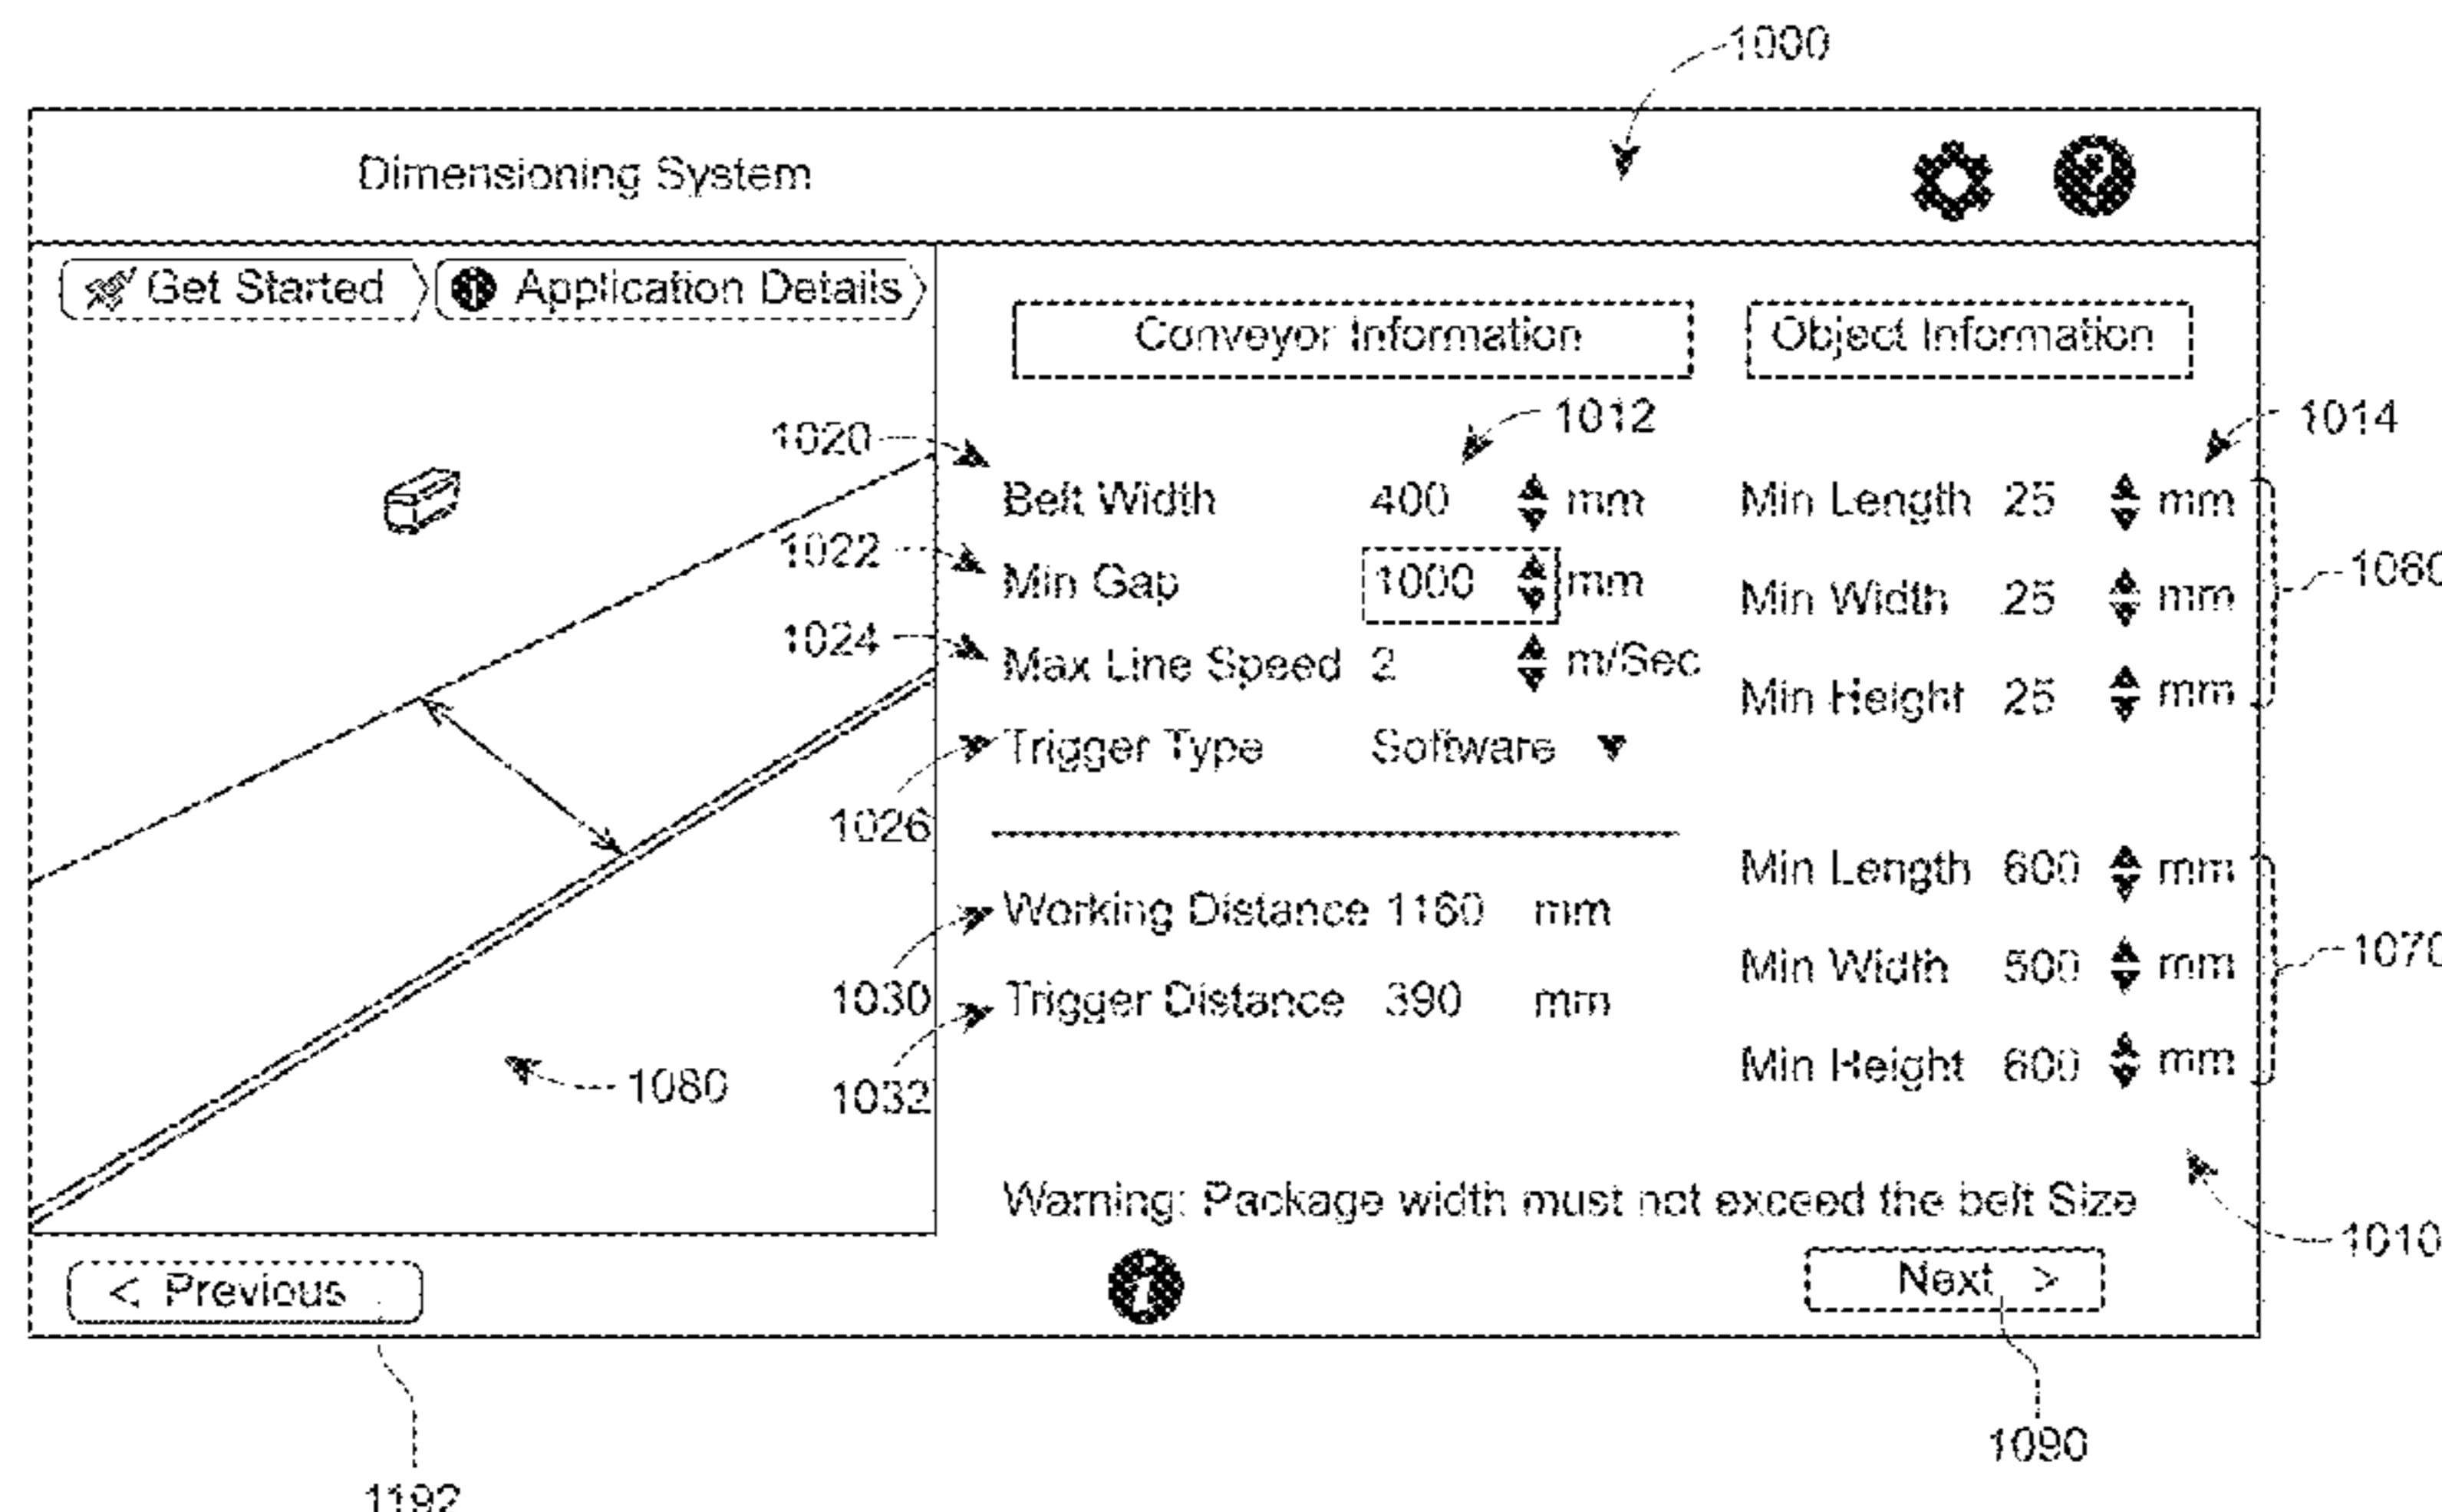 1000
Dimensioning System
Get Started
Application Details
Conveyor Information
Object Information
1012
1014
1020
Belt Width 400 mm
Min Length 25 mm
1022
Min Gap 1000 mm
Min Width 25 mm
1060
1024
Max Line Speed 2 m/Sec
Min Height 25 mm
Trigger Type Software
1026
Min Length 600 mm
Working Distance 1160 mm
Min Width 500 mm
1070
1030
Trigger Distance 390 mm
Min Height 600 mm
1080
1032
Warning: Package width must not exceed the belt Size
1010
< Previous
i
Next >
1090
1192